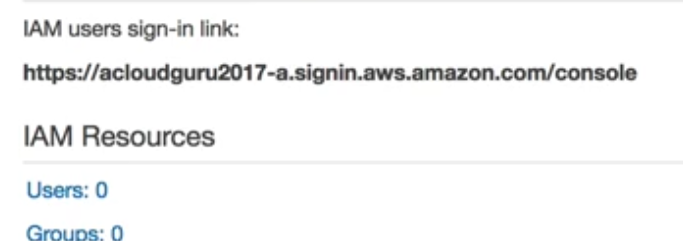 IAM users sign-in link:
https://acloudguru2017-a.signin.aws.amazon.com/console
IAM Resources
Users: 0
Groups: 0